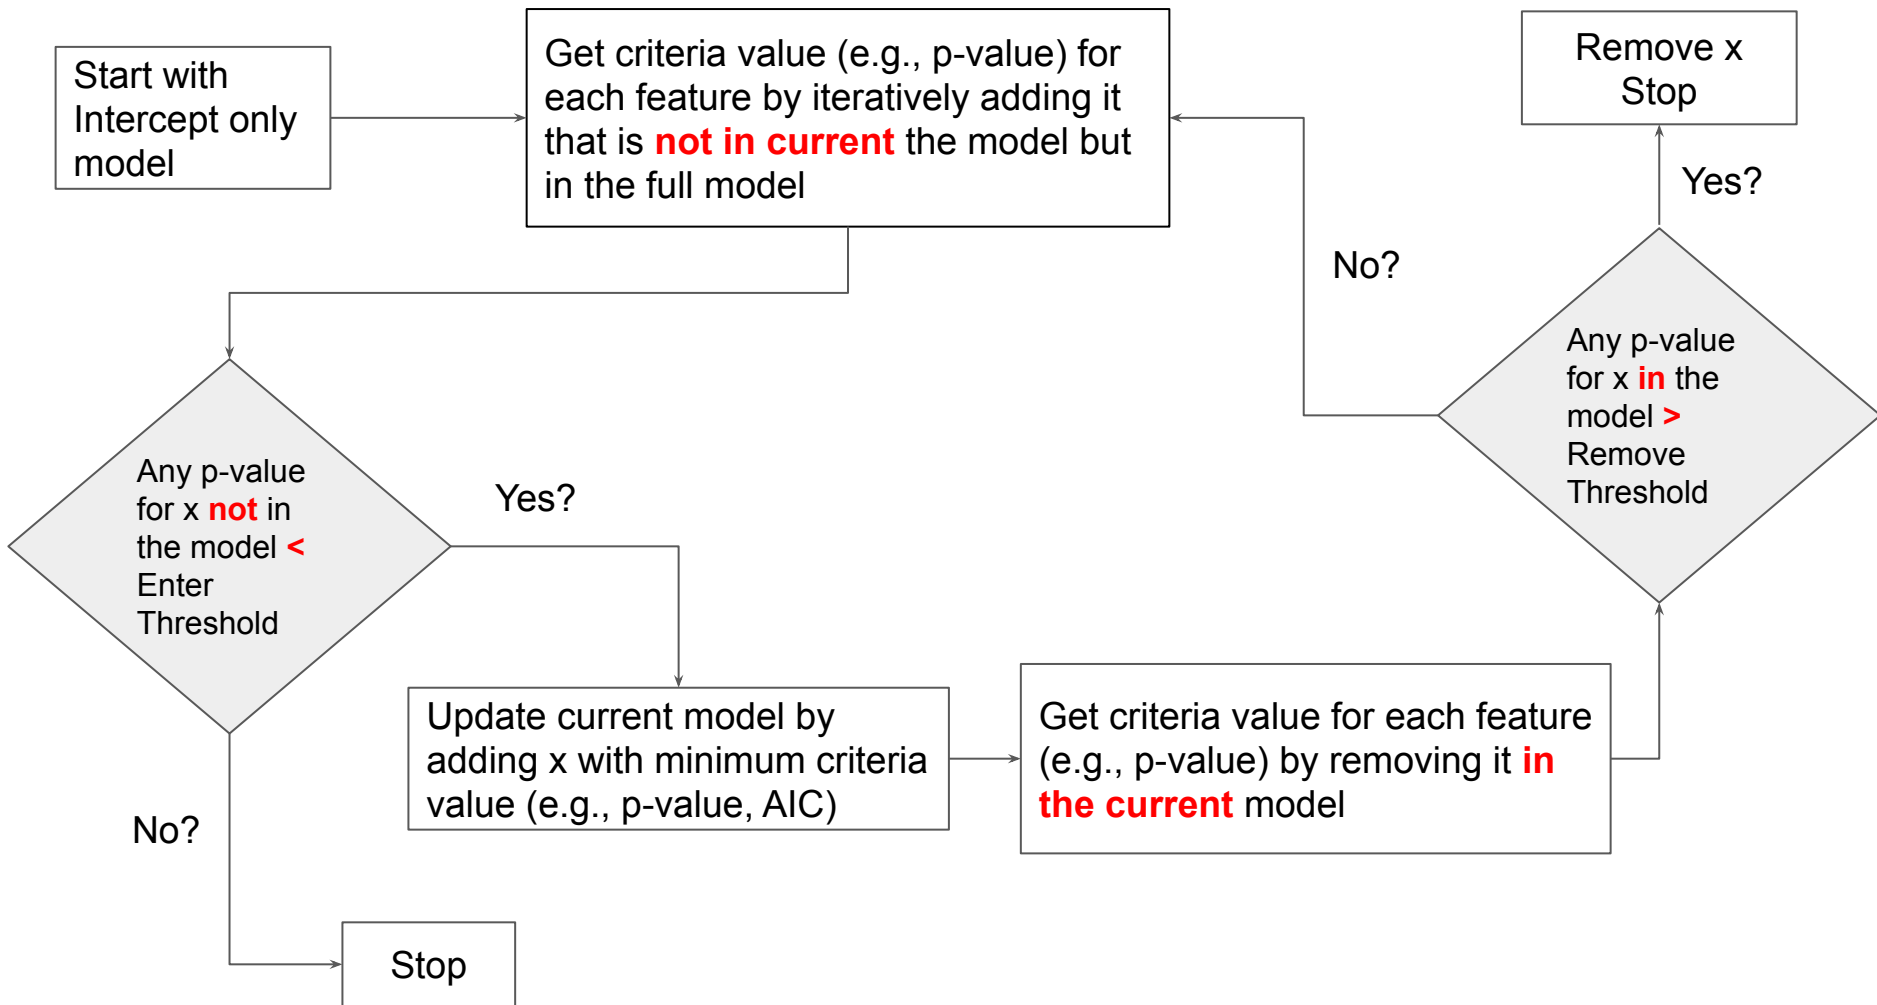 Start with
Intercept only
model
Get criteria value (e.g., p-value) for
each feature by iteratively adding it
that is not in current the model but
in the full model
Remove x
Stop
Yes?
No?
Any p-value
for x in the
model >
Remove
Threshold
Any p-value
for x not in
the model <
Enter
Threshold
Yes?
Update current model by
adding x with minimum criteria
value (e.g., p-value, AIC)
Get criteria value for each feature
(e.g., p-value) by removing it in
the current model
No?
Stop